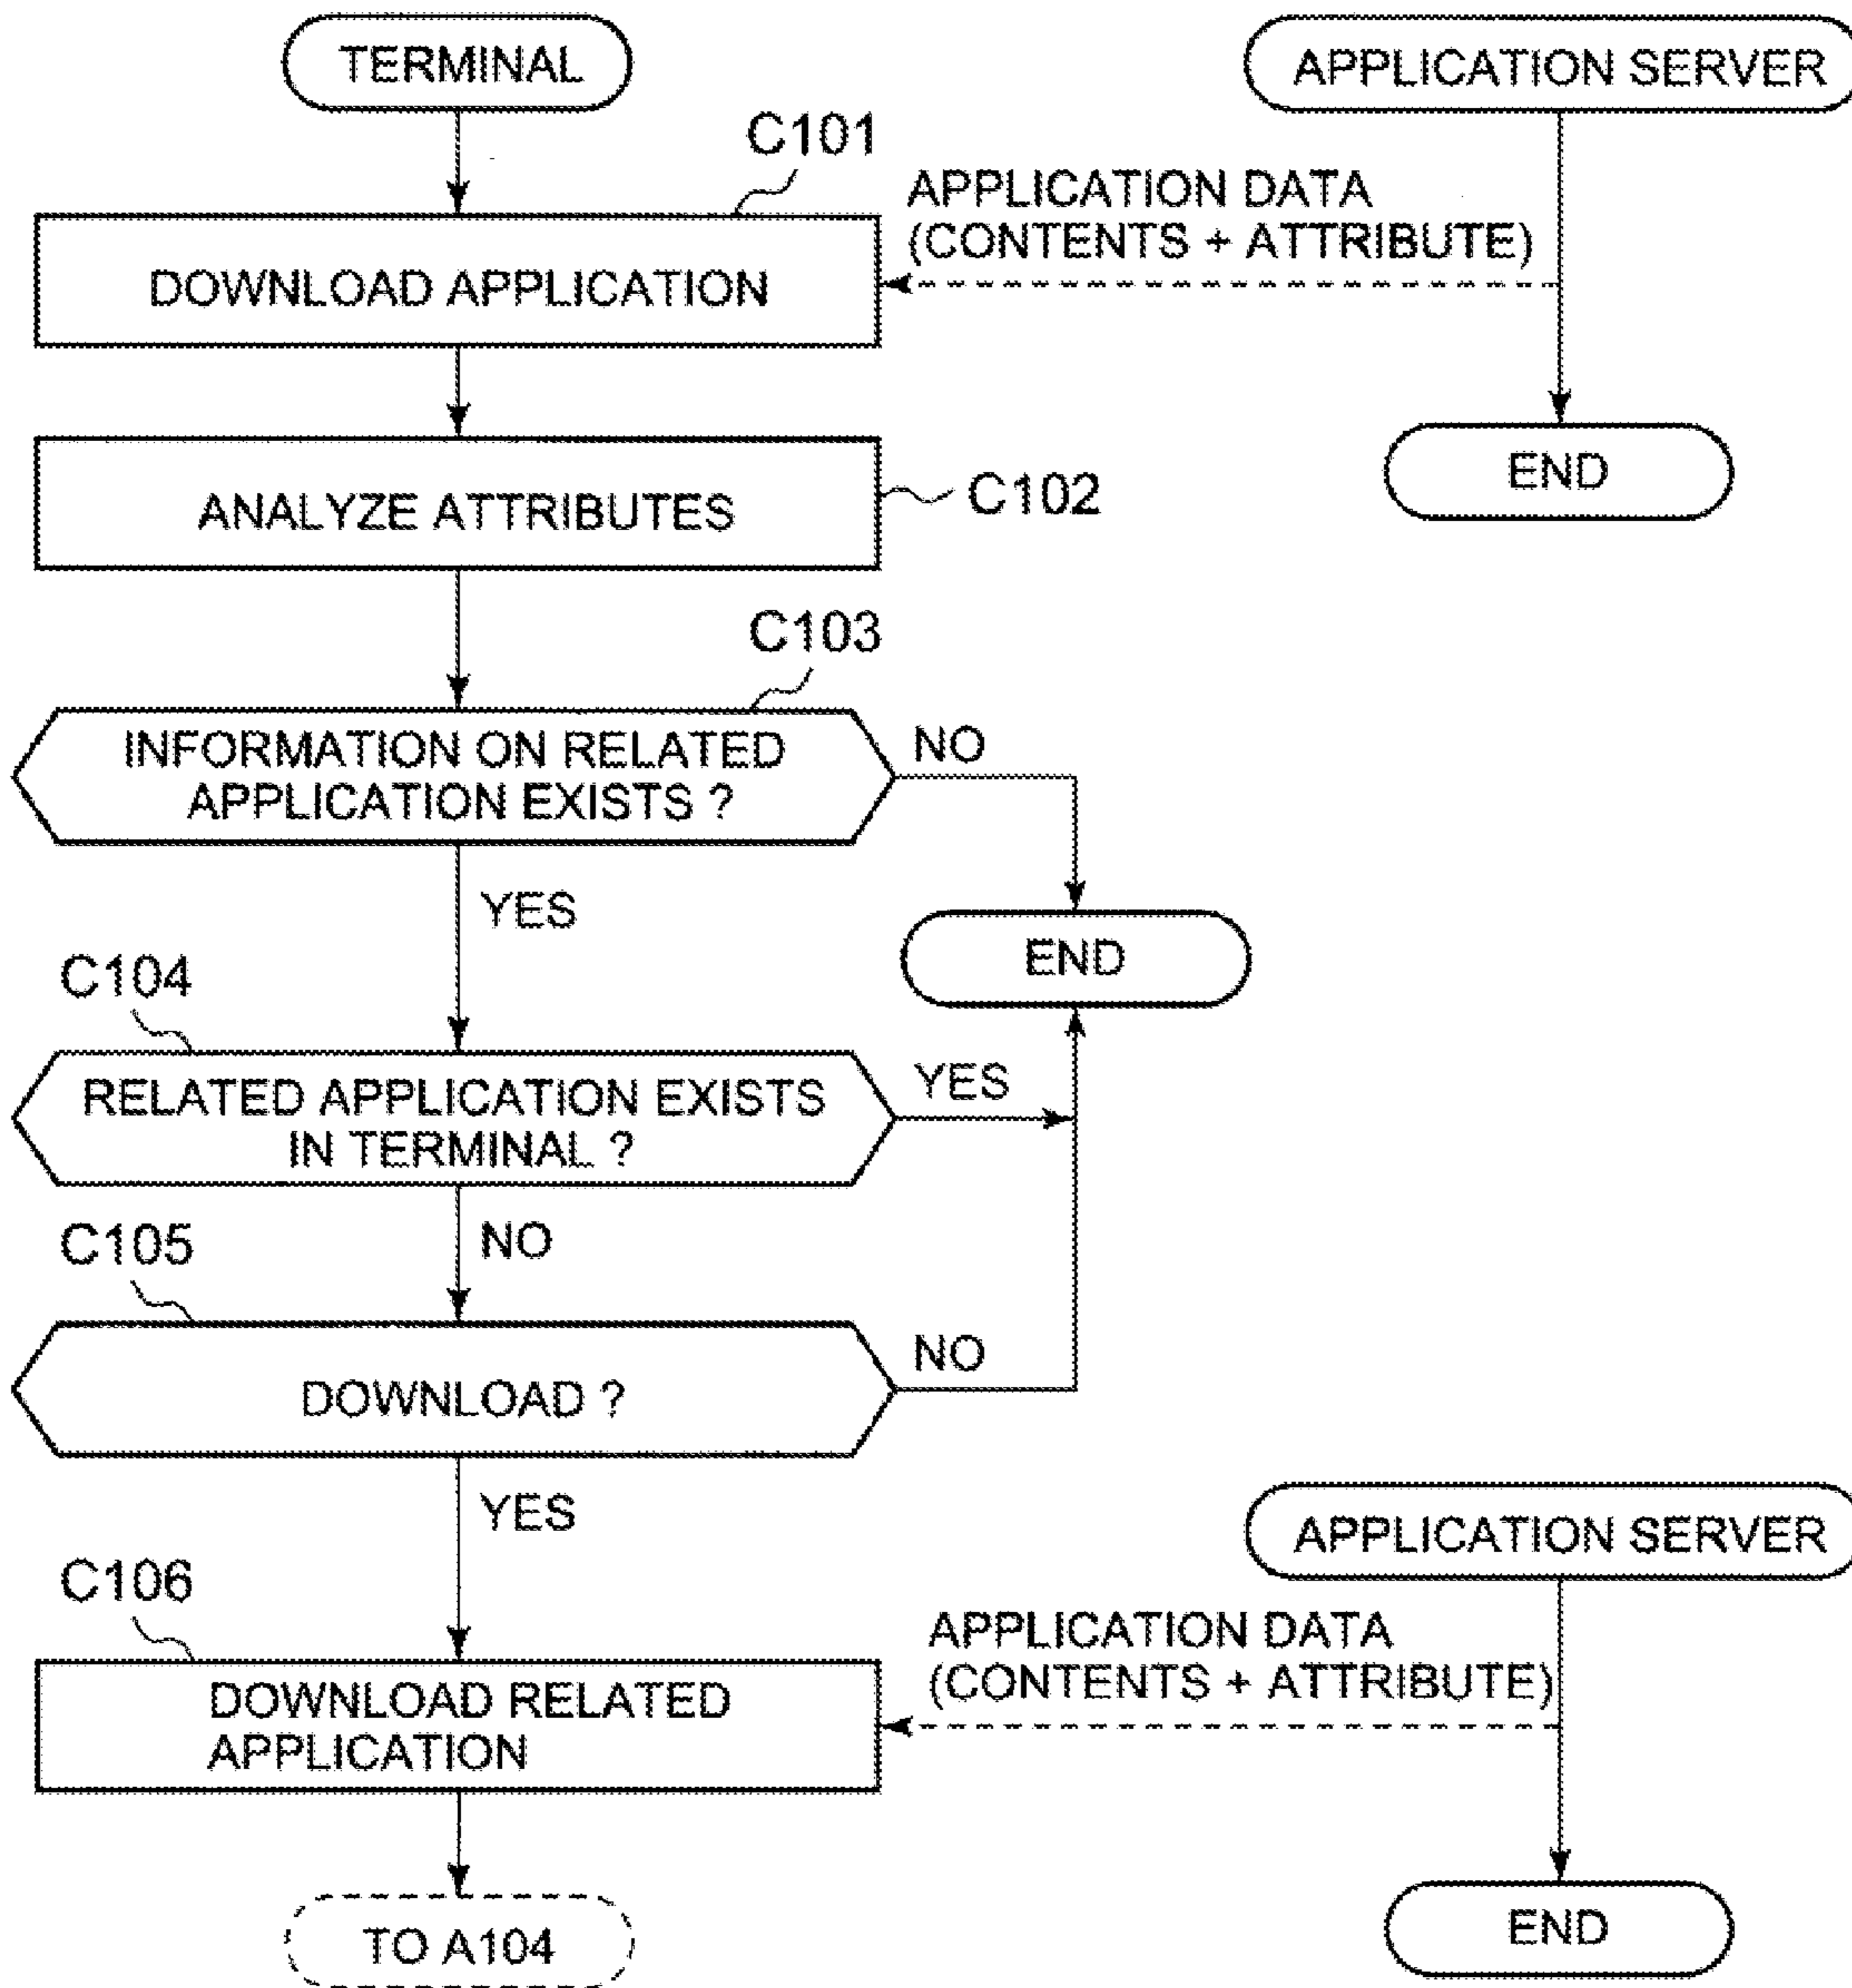 TERMINAL
APPLICATION SERVER
C101
APPLICATION DATA
(CONTENTS + ATTRIBUTE)
DOWNLOAD APPLICATION
ANALYZE ATTRIBUTES
C102
END
C103
INFORMATION ON RELATED
APPLICATION EXISTS ?
NO
YES
END
C104
RELATED APPLICATION EXISTS
IN TERMINAL ?
YES
NO
C105
DOWNLOAD ?
NO
YES
APPLICATION SERVER
C106
APPLICATION DATA
(CONTENTS + ATTRIBUTE)
DOWNLOAD RELATED
APPLICATION
TO A104
END